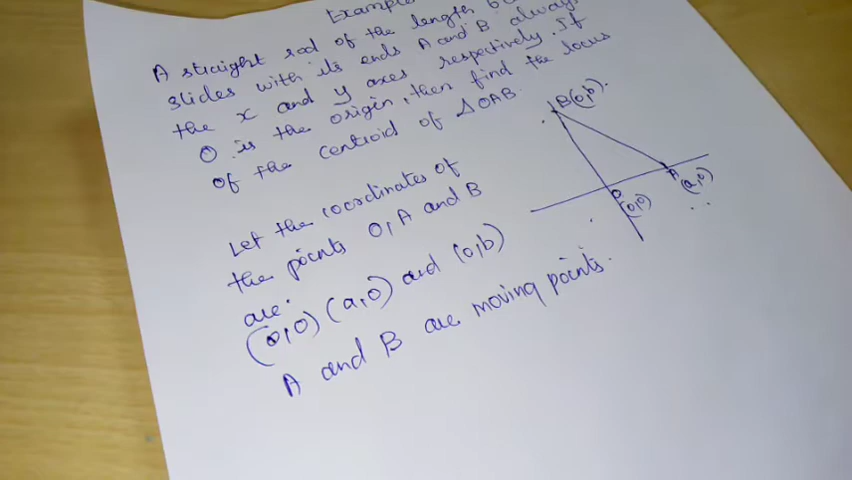 Example
A straight rod of the length
slides with its ends A and B always
the x and y axes respectively. If
O is the origin, then find the locus
of the centroid of Δ OAB.
B(0,b).
A
(a,0)
O
(0,0)
Let the coordinates of
the points O, A and B
are.
(0,0) (a,0) and (0,b)
A and B are moving points.